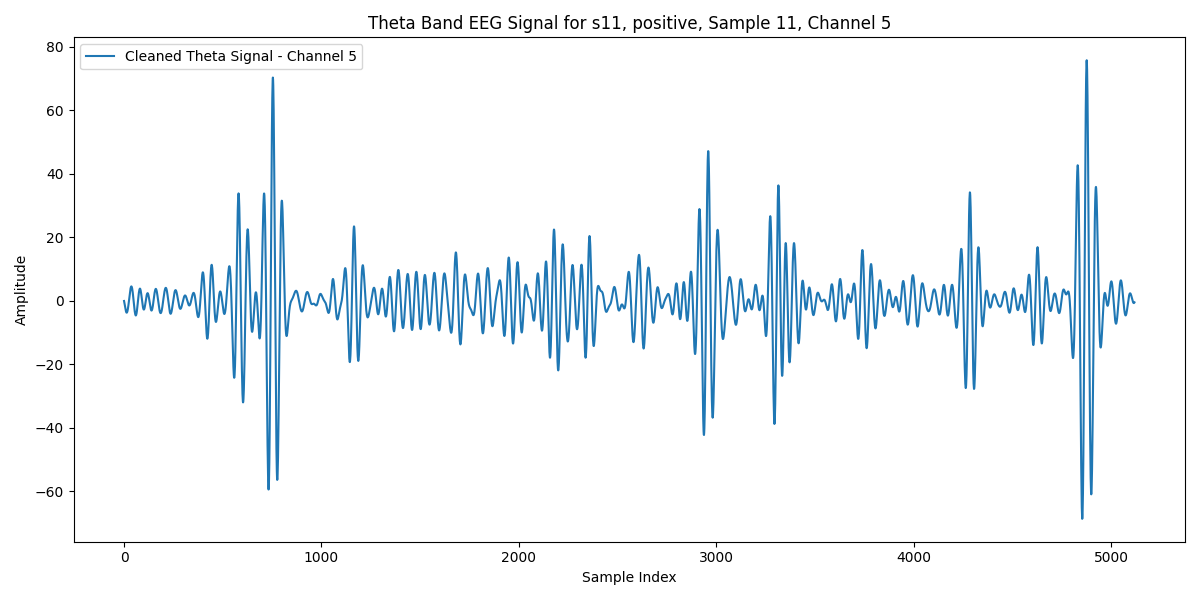 Theta Band EEG Signal for s11, positive, Sample 11, Channel 5
Cleaned Theta Signal - Channel 5
80
60
40
20
0
−20
−40
−60
Amplitude
0 1000 2000 3000 4000 5000
Sample Index